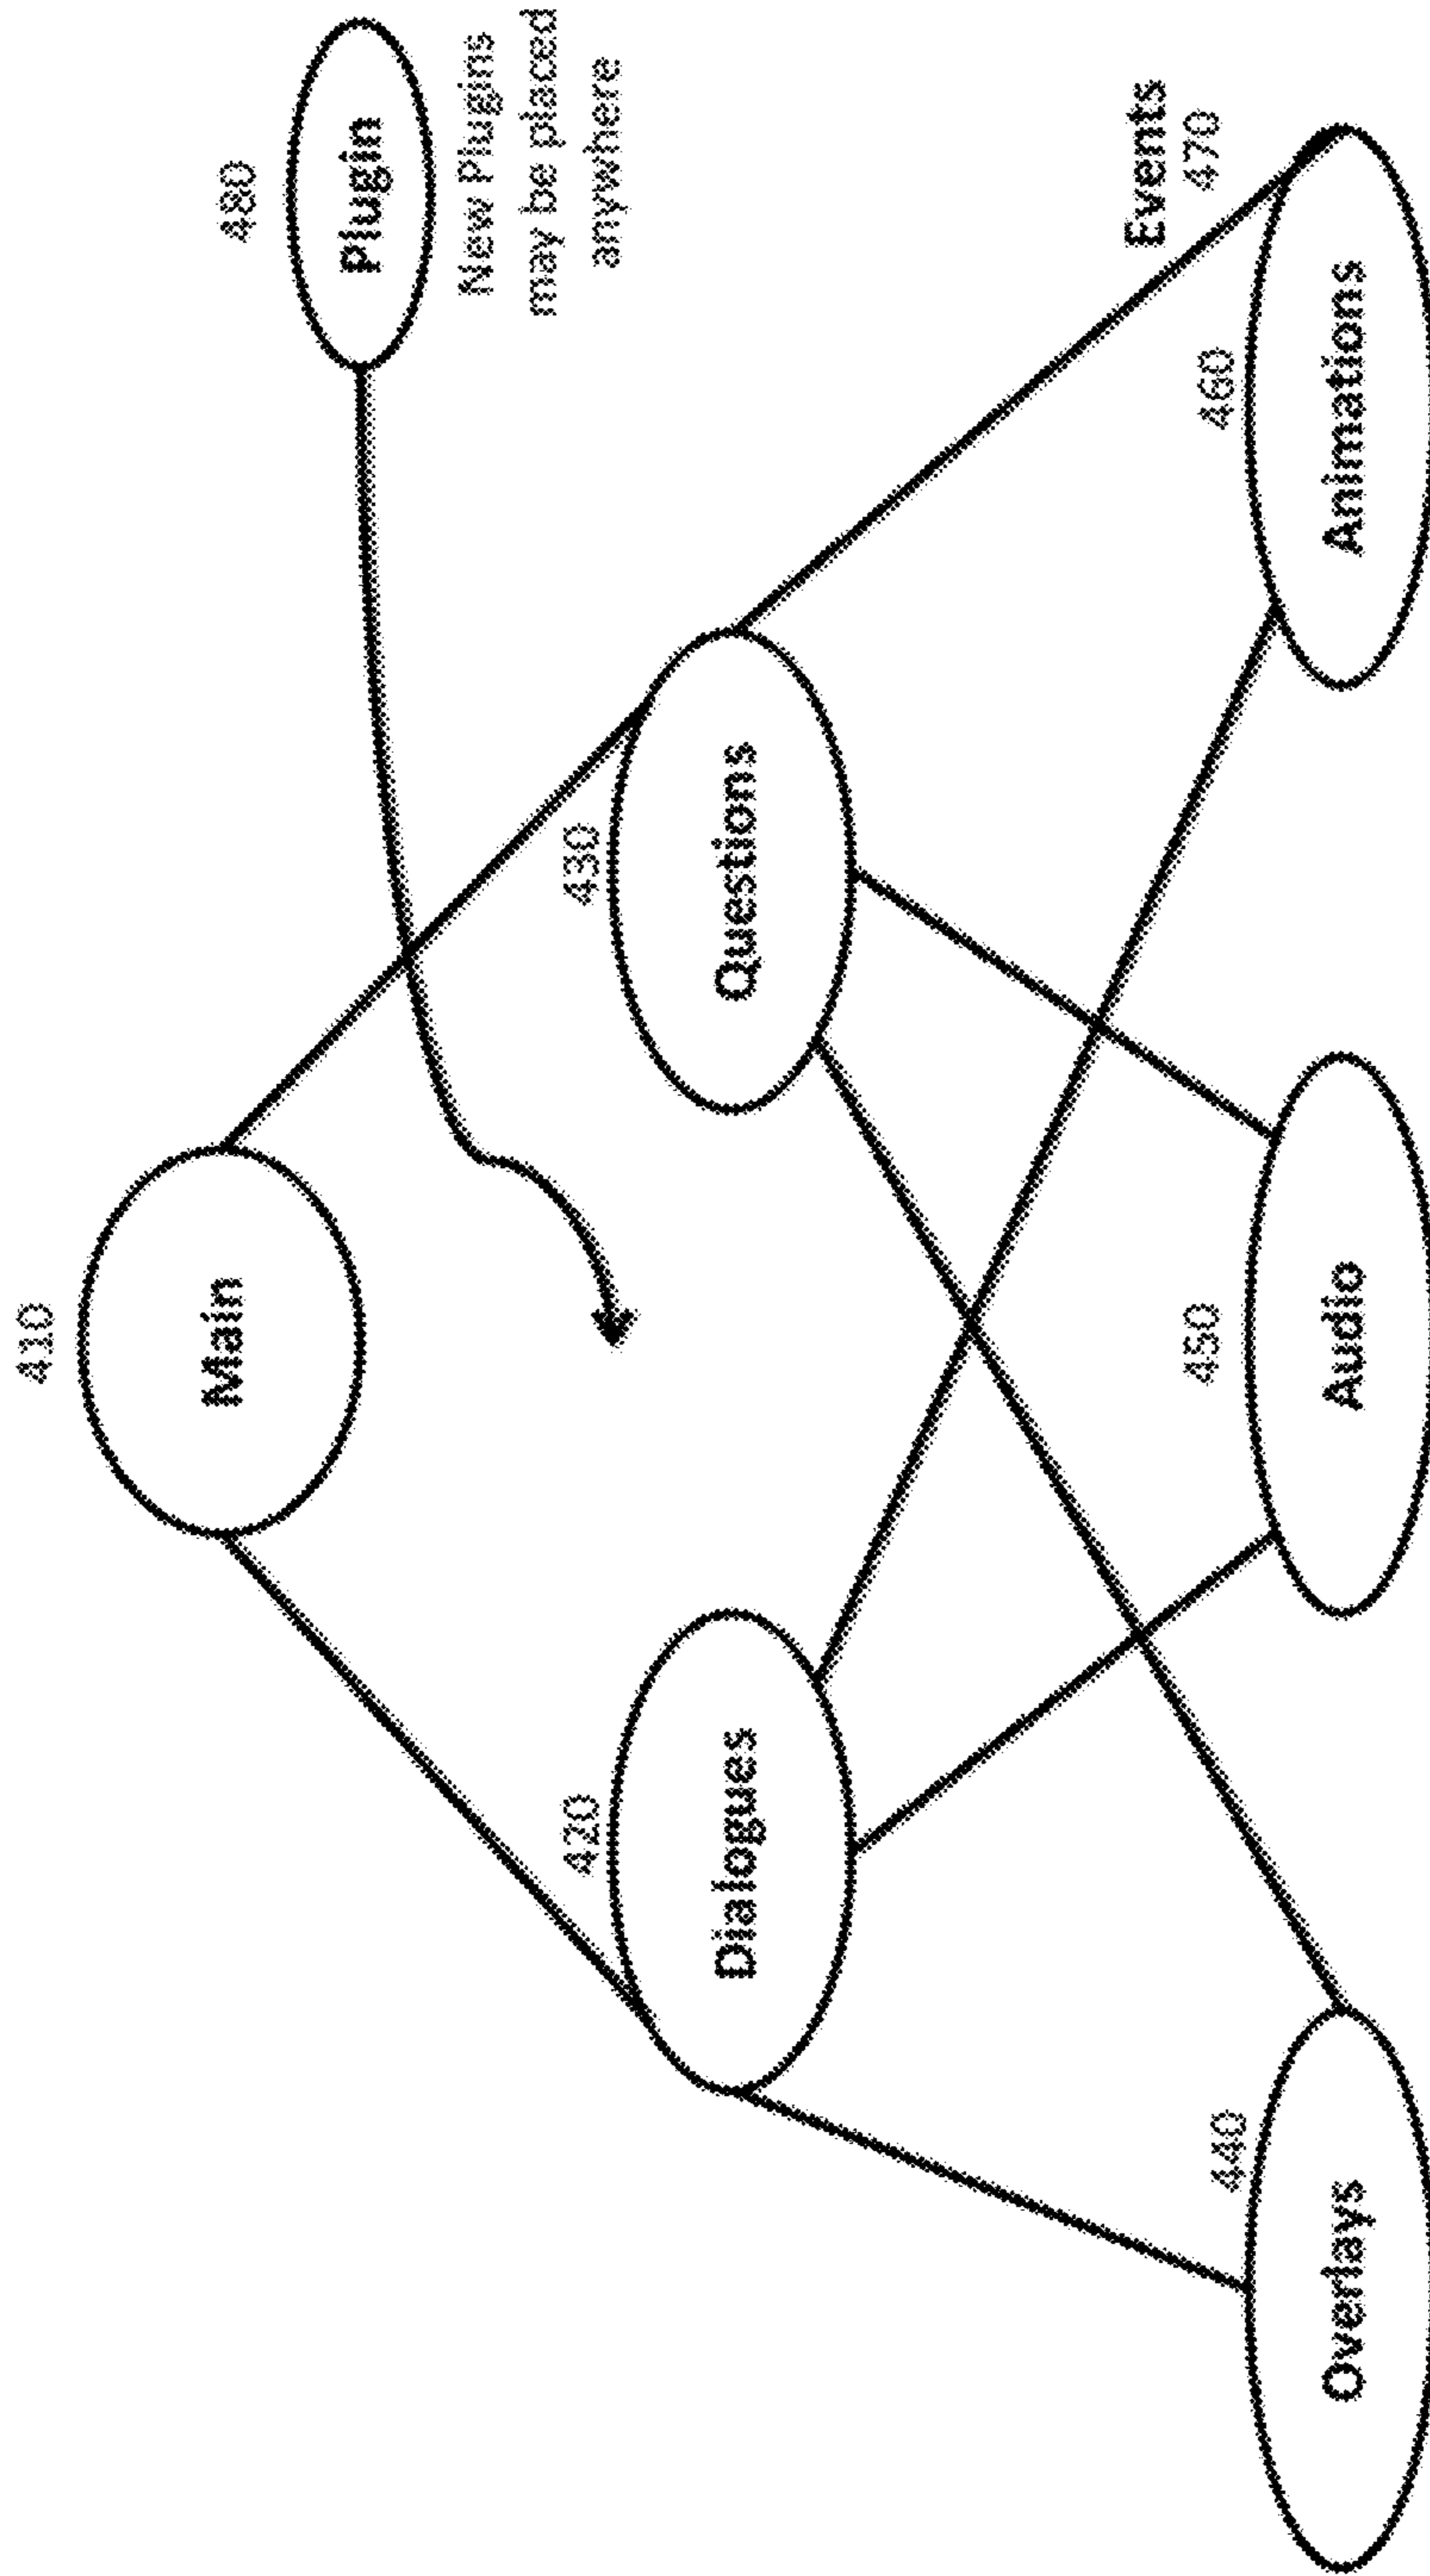 410
Main
480
Plugin
New Plugins
may be placed
anywhere
420
Dialogues
430
Questions
Events
470
440
Overlays
450
Audio
460
Animations